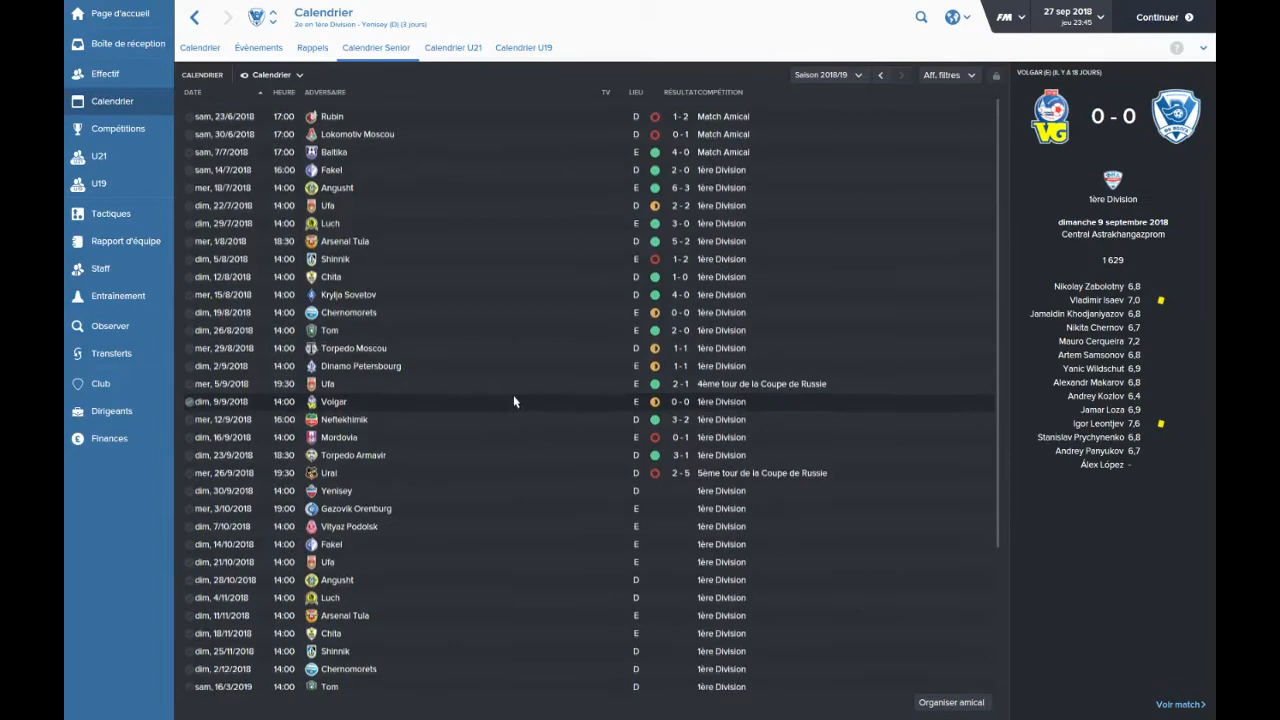 Page d'accueil
Boîte de réception
Effectif
Calendrier
Compétitions
U21
U19
Tactiques
Rapport d'équipe
Staff
Entraînement
Observer
Transferts
Club
Dirigeants
Finances
Calendrier
2e en 1ère Division - Yenisey (D) (3 jours)
FM
27 sep 2018
jeu 23:45
Continuer
Calendrier Évènements Rappels Calendrier Senior Calendrier U21 Calendrier U19
?
CALENDRIER Calendrier Saison 2018/19 Aff. filtres
DATE HEURE ADVERSAIRE TV LIEU RÉSULTAT COMPÉTITION
sam, 23/6/2018 17:00 Rubin D 1 - 2 Match Amical
sam, 30/6/2018 17:00 Lokomotiv Moscou D 0 - 1 Match Amical
sam, 7/7/2018 17:00 Baltika E 4 - 0 Match Amical
sam, 14/7/2018 16:00 Fakel D 2 - 0 1ère Division
mer, 18/7/2018 14:00 Angusht E 6 - 3 1ère Division
dim, 22/7/2018 14:00 Ufa D 2 - 2 1ère Division
dim, 29/7/2018 14:00 Luch E 3 - 0 1ère Division
mer, 1/8/2018 18:30 Arsenal Tula D 5 - 2 1ère Division
dim, 5/8/2018 14:00 Shinnik E 1 - 2 1ère Division
dim, 12/8/2018 14:00 Chita D 1 - 0 1ère Division
mer, 15/8/2018 14:00 Krylja Sovetov D 4 - 0 1ère Division
dim, 19/8/2018 14:00 Chernomorets E 0 - 0 1ère Division
dim, 26/8/2018 14:00 Tom E 2 - 0 1ère Division
mer, 29/8/2018 14:00 Torpedo Moscou D 1 - 1 1ère Division
dim, 2/9/2018 14:00 Dinamo Petersbourg E 1 - 1 1ère Division
mer, 5/9/2018 19:30 Ufa E 2 - 1 4ème tour de la Coupe de Russie
dim, 9/9/2018 14:00 Volgar E 0 - 0 1ère Division
mer, 12/9/2018 16:00 Neftekhimik D 3 - 2 1ère Division
dim, 16/9/2018 14:00 Mordovia E 0 - 1 1ère Division
dim, 23/9/2018 18:30 Torpedo Armavir D 3 - 1 1ère Division
mer, 26/9/2018 19:30 Ural D 2 - 5 5ème tour de la Coupe de Russie
dim, 30/9/2018 14:00 Yenisey D 1ère Division
mer, 3/10/2018 19:00 Gazovik Orenburg E 1ère Division
dim, 7/10/2018 14:00 Vityaz Podolsk E 1ère Division
dim, 14/10/2018 14:00 Fakel E 1ère Division
dim, 21/10/2018 14:00 Ufa E 1ère Division
dim, 28/10/2018 14:00 Angusht D 1ère Division
dim, 4/11/2018 14:00 Luch D 1ère Division
dim, 11/11/2018 14:00 Arsenal Tula E 1ère Division
dim, 18/11/2018 14:00 Chita E 1ère Division
dim, 25/11/2018 14:00 Shinnik D 1ère Division
dim, 2/12/2018 14:00 Chernomorets D 1ère Division
sam, 16/3/2019 14:00 Tom D 1ère Division
Organiser amical
VOLGAR (E) (IL Y A 18 JOURS)
VG
0 - 0
1ère Division
dimanche 9 septembre 2018
Central Astrakhangazprom
1 629
Nikolay Zabolotny 6,8
Vladimir Isaev 7,0
Jamaldin Khodjaniyazov 6,8
Nikita Chernov 6,7
Mauro Cerqueira 7,2
Artem Samsonov 6,8
Yanic Wildschut 6,9
Alexandr Makarov 6,8
Andrey Kozlov 6,4
Jamar Loza 6,9
Igor Leontjev 7,6
Stanislav Prychynenko 6,8
Andrey Panyukov 6,7
Álex López -
Voir match>